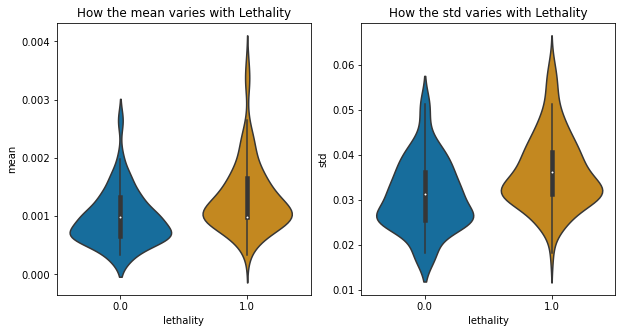 How the mean varies with Lethality
0.004
0.003
0.002
0.001
0.000
mean
0.0 1.0
lethality
How the std varies with Lethality
0.06
0.05
0.04
0.03
0.02
0.01
std
0.0 1.0
lethality